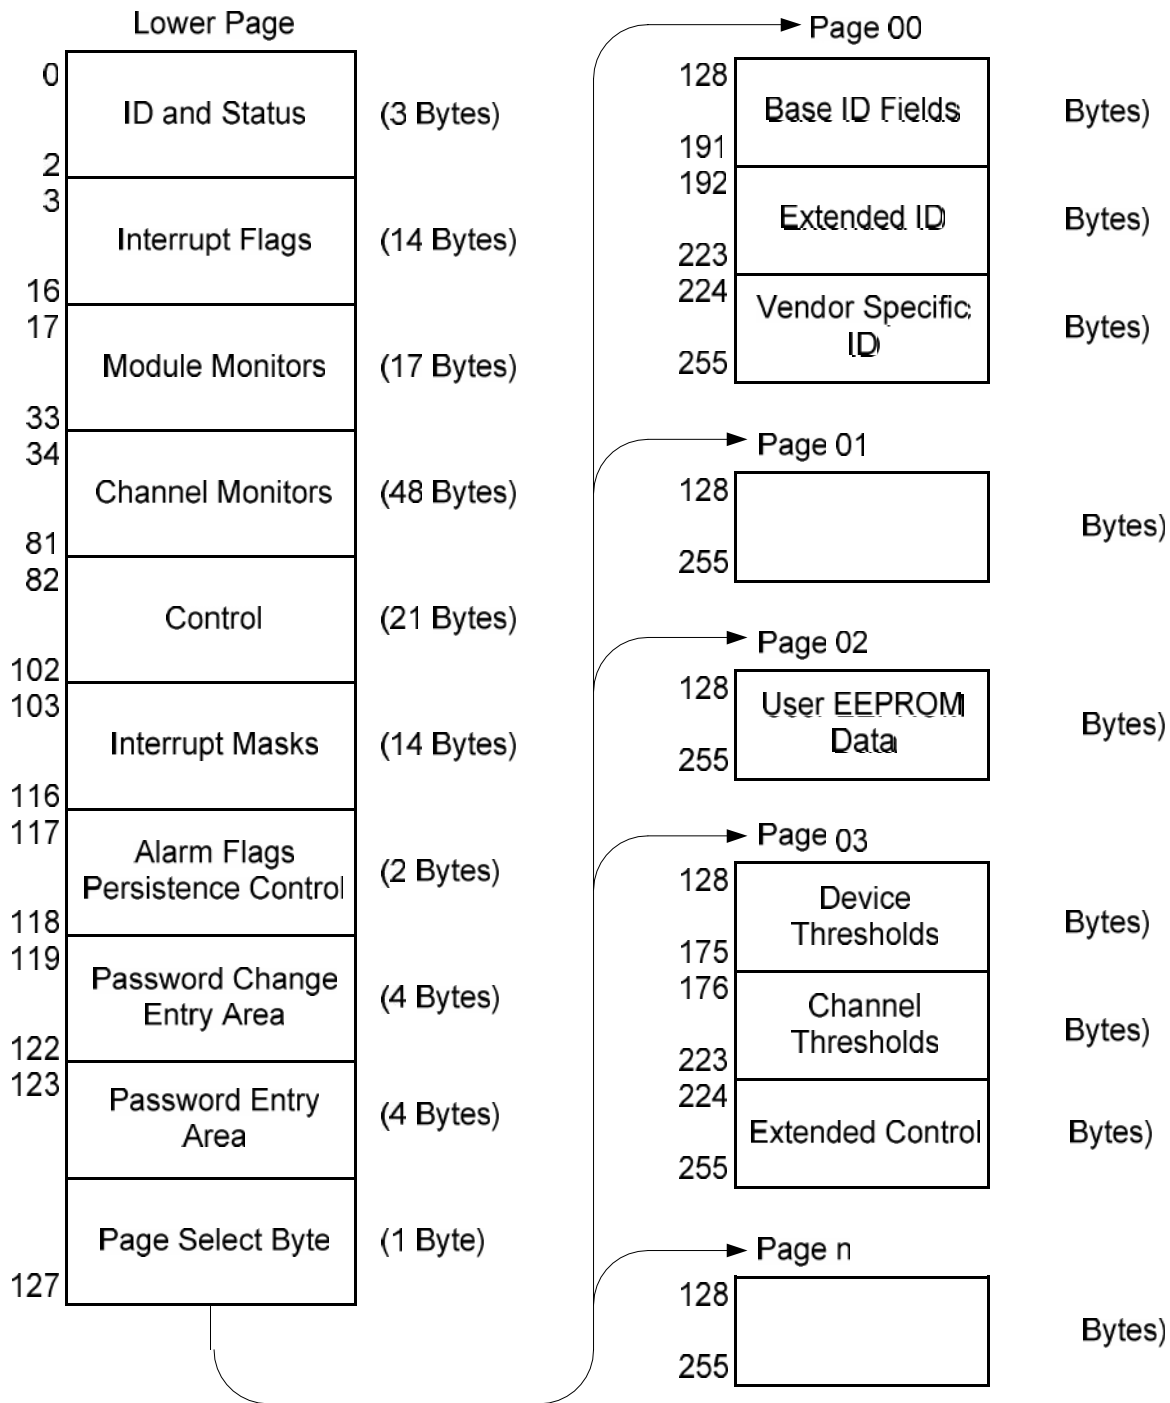 Lower Page
0
ID and Status
(3 Bytes)
2
3
Interrupt Flags
(14 Bytes)
16
17
Module Monitors
(17 Bytes)
33
34
Channel Monitors
(48 Bytes)
81
82
Control
(21 Bytes)
102
103
Interrupt Masks
(14 Bytes)
116
117
Alarm Flags
Persistence Control
(2 Bytes)
118
119
Password Change
Entry Area
(4 Bytes)
122
123
Password Entry
Area
(4 Bytes)
Page Select Byte
(1 Byte)
127
Page 00
128
Base ID Fields
Bytes)
191
192
Extended ID
Bytes)
223
224
Vendor Specific
ID
Bytes)
255
Page 01
128
Bytes)
255
Page 02
128
User EEPROM
Data
Bytes)
255
Page 03
128
Device
Thresholds
Bytes)
175
176
Channel
Thresholds
Bytes)
223
224
Extended Control
Bytes)
255
Page n
128
Bytes)
255